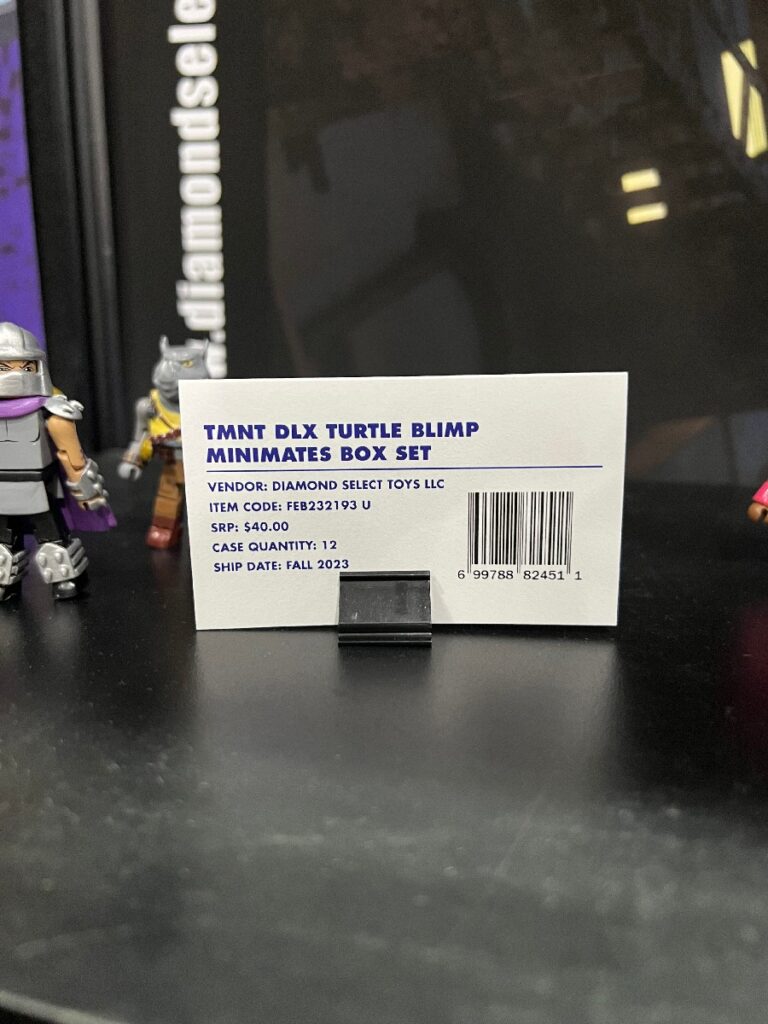 .diamondsele
TMNT DLX TURTLE BLIMP
MINIMATES BOX SET
VENDOR: DIAMOND SELECT TOYS LLC
ITEM CODE: FEB232193 U
SRP: $40.00
CASE QUANTITY: 12
SHIP DATE: FALL 2023
6 99788 82451 1